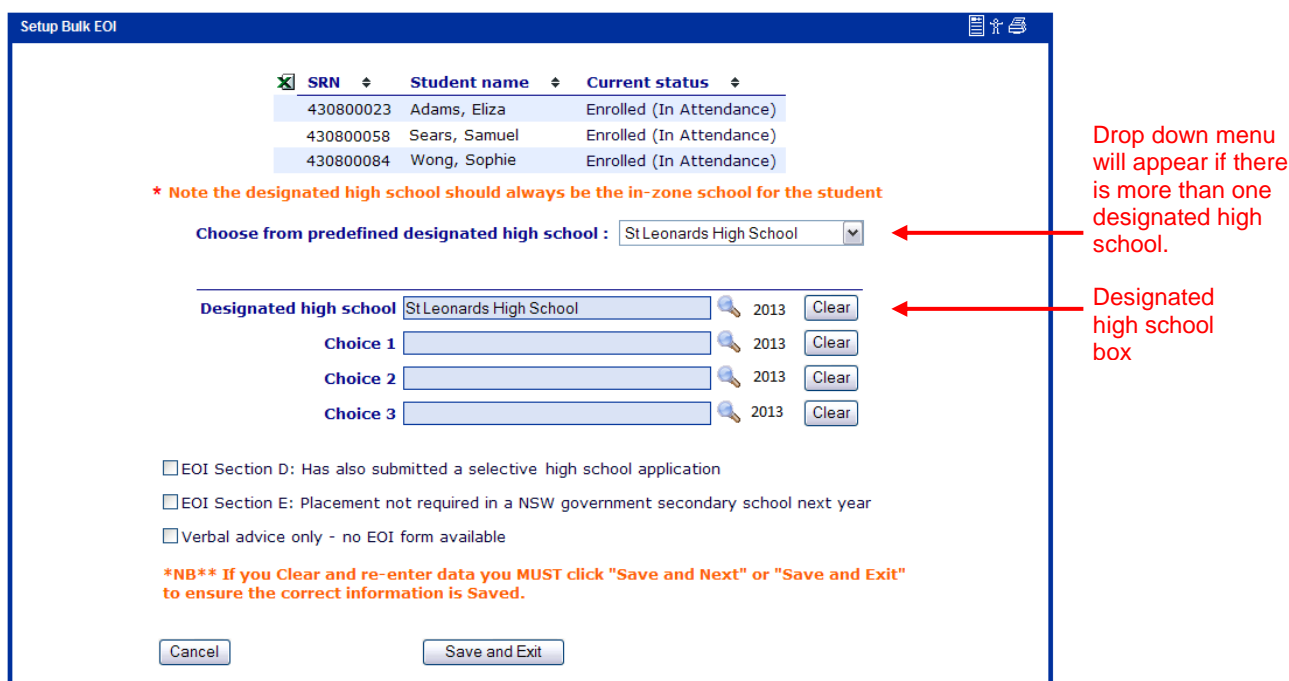 Setup Bulk EOI
SRN Student name Current status
430800023 Adams, Eliza Enrolled (In Attendance)
430800058 Sears, Samuel Enrolled (In Attendance)
430800084 Wong, Sophie Enrolled (In Attendance)
* Note the designated high school should always be the in-zone school for the student
Choose from predefined designated high school : St Leonards High School
Drop down menu
will appear if there
is more than one
designated high
school.
Designated high school St Leonards High School 2013 Clear
Designated
high school
box
Choice 1 2013 Clear
Choice 2 2013 Clear
Choice 3 2013 Clear
EOI Section D: Has also submitted a selective high school application
EOI Section E: Placement not required in a NSW government secondary school next year
Verbal advice only - no EOI form available
*NB** If you Clear and re-enter data you MUST click "Save and Next" or "Save and Exit"
to ensure the correct information is Saved.
Cancel Save and Exit